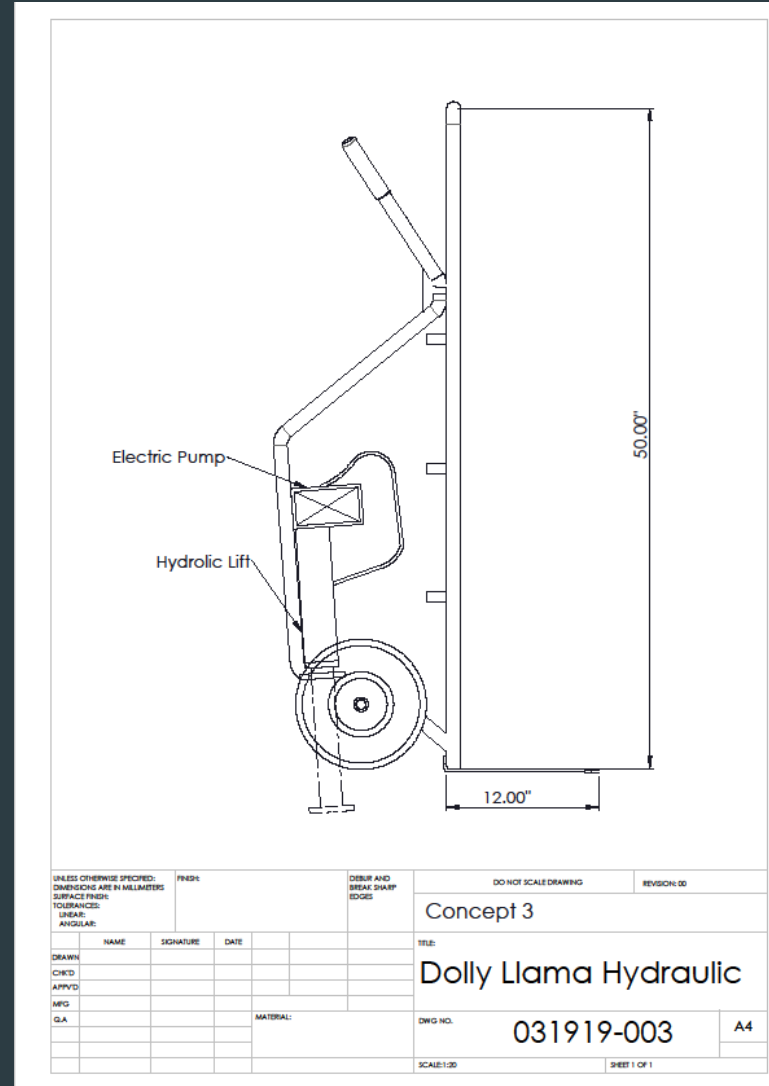 50.00"
Electric Pump
Hydrolic Lift
12.00"
UNLESS OTHERWISE SPECIFIED:
DIMENSIONS ARE IN MILLIMETERS
SURFACE FINISH:
TOLERANCES:
LINEAR:
ANGULAR:
FINISH:
DEBUR AND
BREAK SHARP
EDGES
DO NOT SCALE DRAWING
REVISION: 00
Concept 3
NAME
SIGNATURE
DATE
DRAWN
CHK'D
APPV'D
MFG
Q.A
MATERIAL:
TITLE:
Dolly Llama Hydraulic
DWG NO.
031919-003
A4
SCALE:1:20
SHEET 1 OF 1